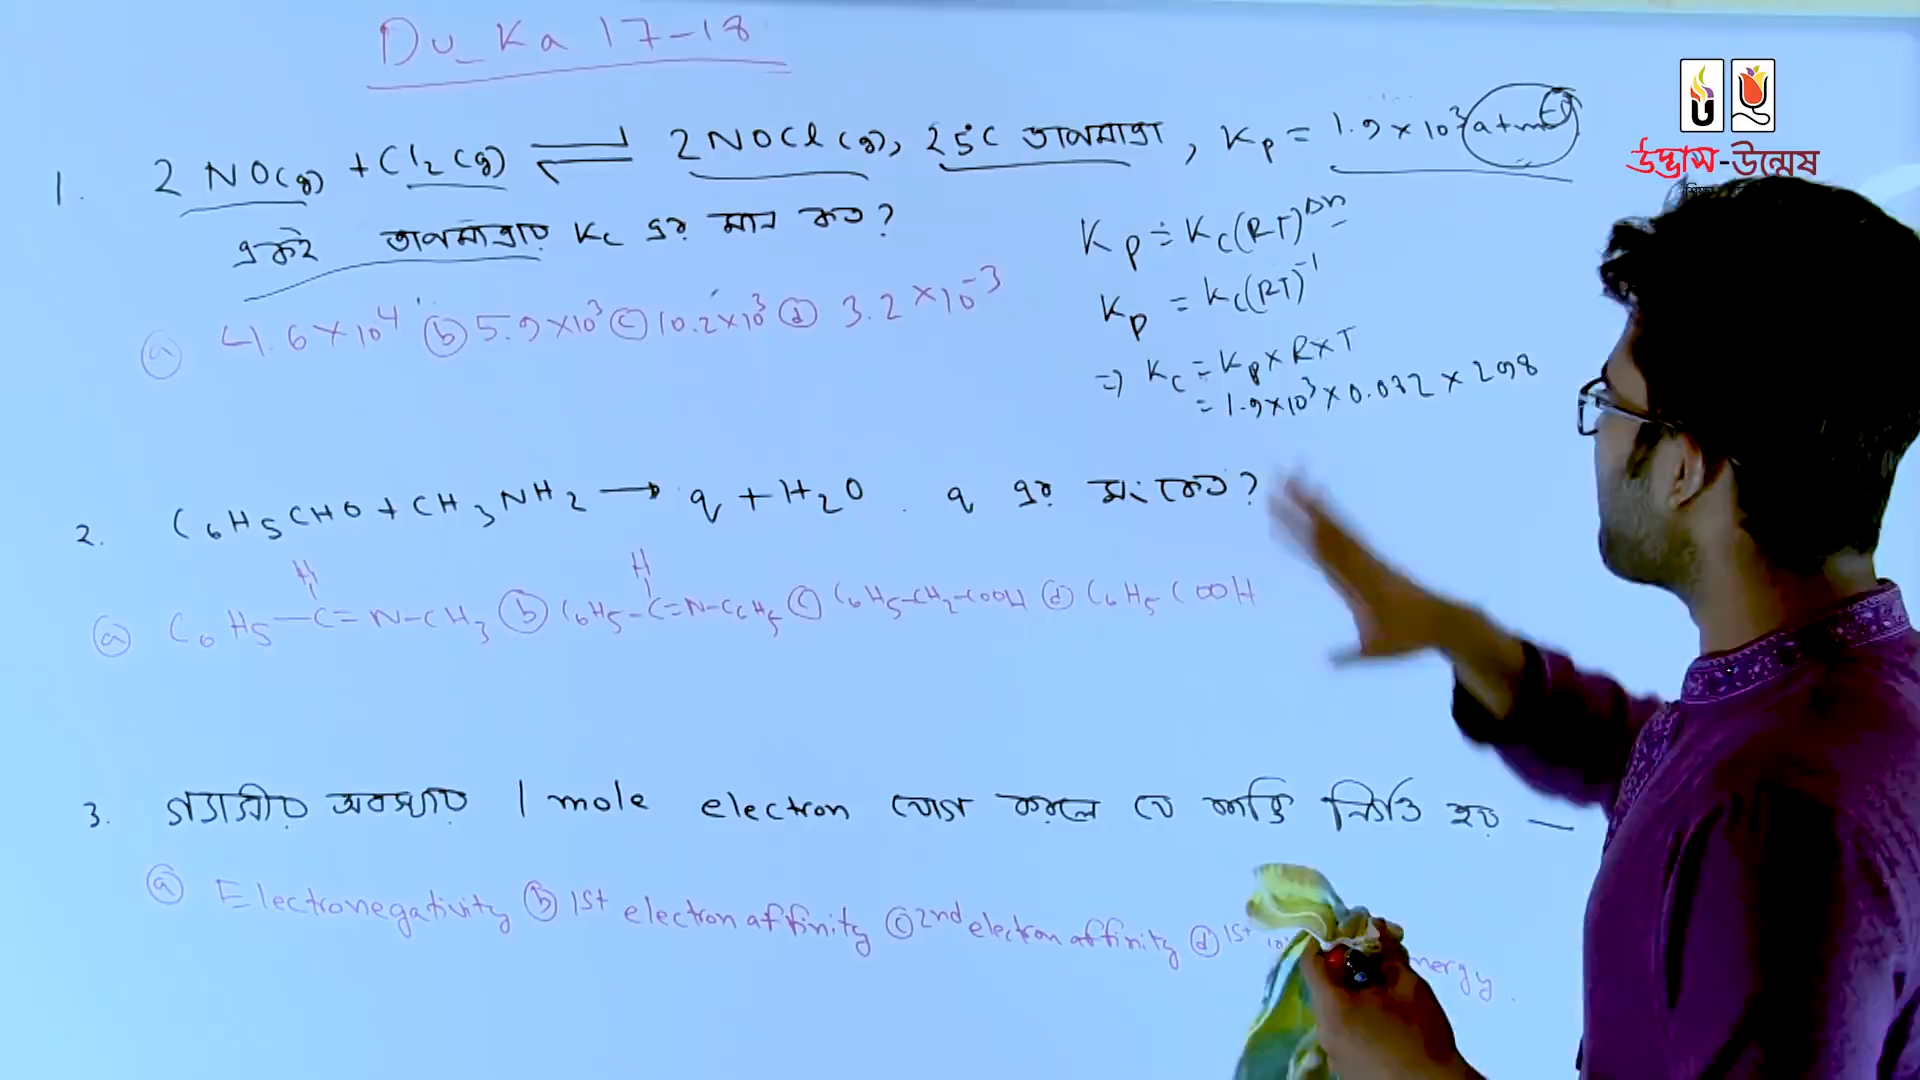 Du_Ka 17-18
1. 2 NO(g) + Cl₂(g) ⇌ 2NOCl(g), 25°C তাপমাত্রা, Kp = 1.9×10³ atm⁻¹
একই তাপমাত্রায় Kc এর মান কত?
ⓐ 4.6×10⁴ ⓑ 5.9×10³ ⓒ 10.2×10³ ⓓ 3.2×10⁻³
Kp = Kc(RT)^Δn
Kp = Kc(RT)⁻¹
⇒ Kc = Kp×R×T
= 1.9×10³×0.082×298
2. C₆H₅CHO + CH₃NH₂ → q + H₂O. q এর সংকেত?
ⓐ C₆H₅-C(H)=N-CH₃ ⓑ C₆H₅-C(H)=N-C₆H₅ ⓒ C₆H₅-CH₂-COOH ⓓ C₆H₅COOH
3. গ্যাসীয় অবস্থায় 1 mole electron যোগ করলে যে শক্তি নির্গত হয় —
ⓐ Electronegativity ⓑ 1st electron affinity ⓒ 2nd electron affinity ⓓ 1st
উদ্ভাস-উন্মেষ